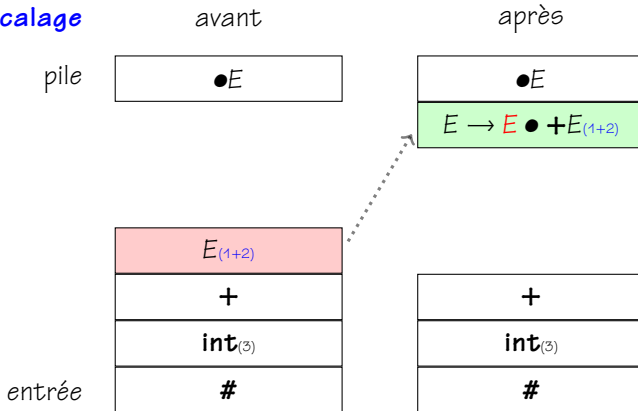 calage avant après
pile ●E ●E
E → E ● +E(1+2)
E(1+2)
+ +
int(3) int(3)
entrée # #